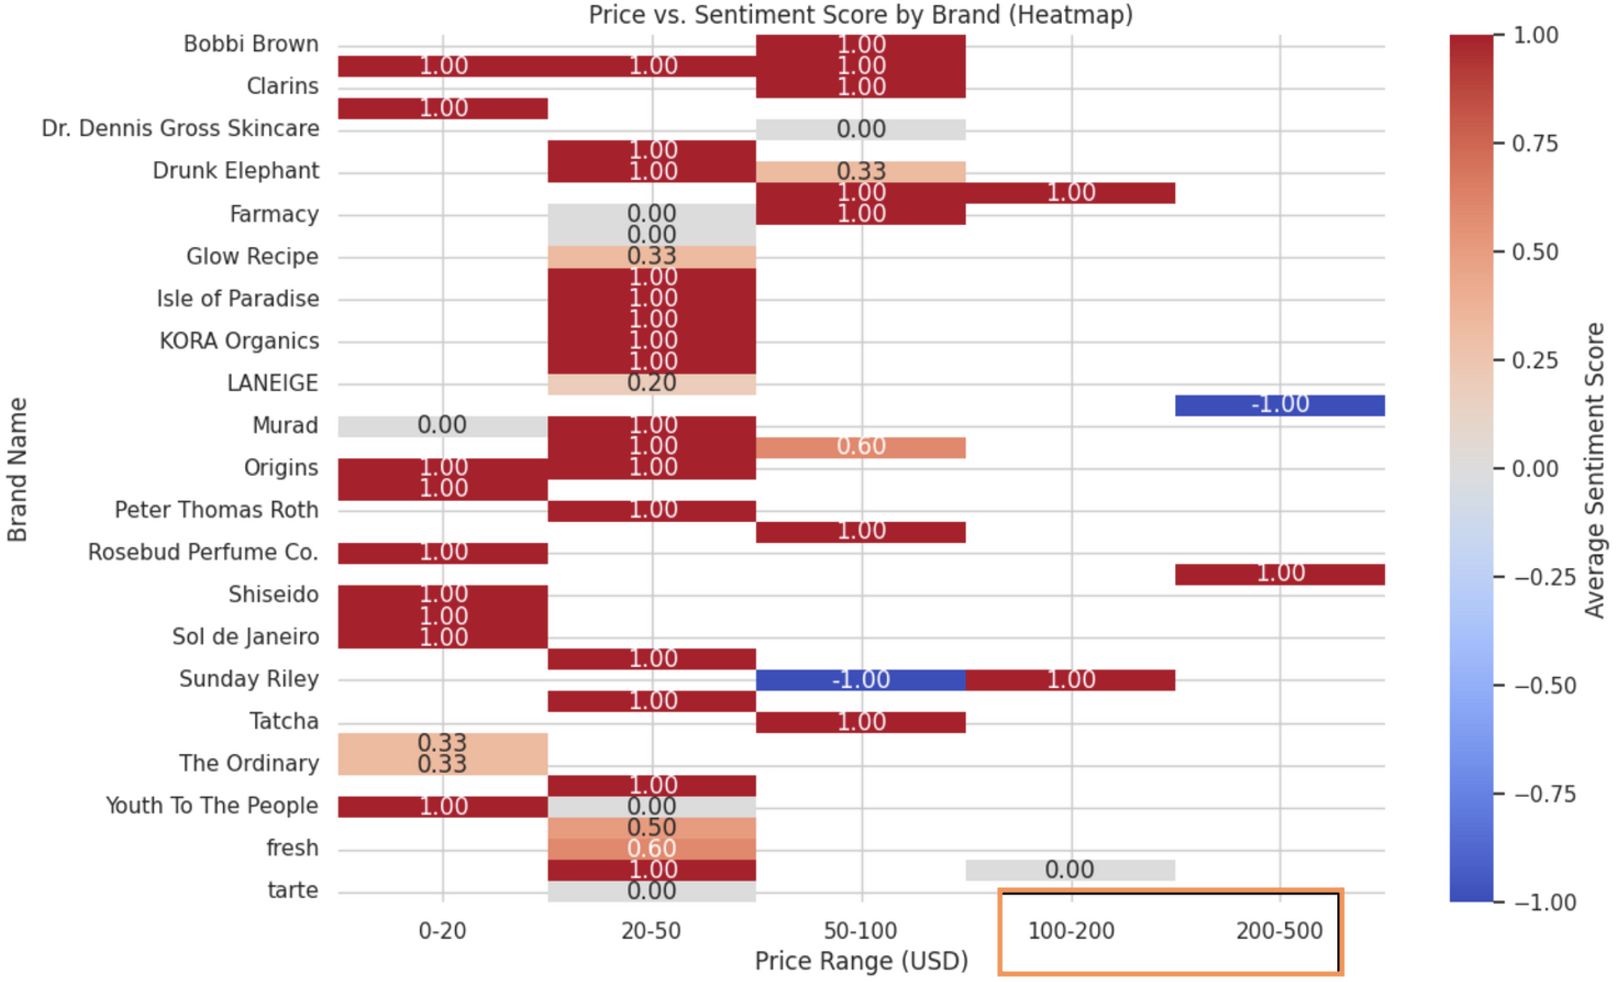 Price vs. Sentiment Score by Brand (Heatmap)
Bobbi Brown 1.00
1.00 1.00 1.00
Clarins 1.00
1.00
Dr. Dennis Gross Skincare 0.00
1.00
Drunk Elephant 1.00 0.33
1.00 1.00
Farmacy 0.00 1.00
0.00
Glow Recipe 0.33
1.00
Isle of Paradise 1.00
1.00
KORA Organics 1.00
1.00
LANEIGE 0.20
-1.00
Murad 0.00 1.00
1.00 0.60
Origins 1.00 1.00
1.00
Peter Thomas Roth 1.00
1.00
Rosebud Perfume Co. 1.00
1.00
Shiseido 1.00
1.00
Sol de Janeiro 1.00
1.00
Sunday Riley -1.00 1.00
1.00
Tatcha 1.00
0.33
The Ordinary 0.33
1.00
Youth To The People 1.00 0.00
0.50
fresh 0.60
1.00 0.00
tarte 0.00
0-20 20-50 50-100 100-200 200-500
Price Range (USD)
Brand Name
1.00
0.75
0.50
0.25
0.00
−0.25
−0.50
−0.75
−1.00
Average Sentiment Score